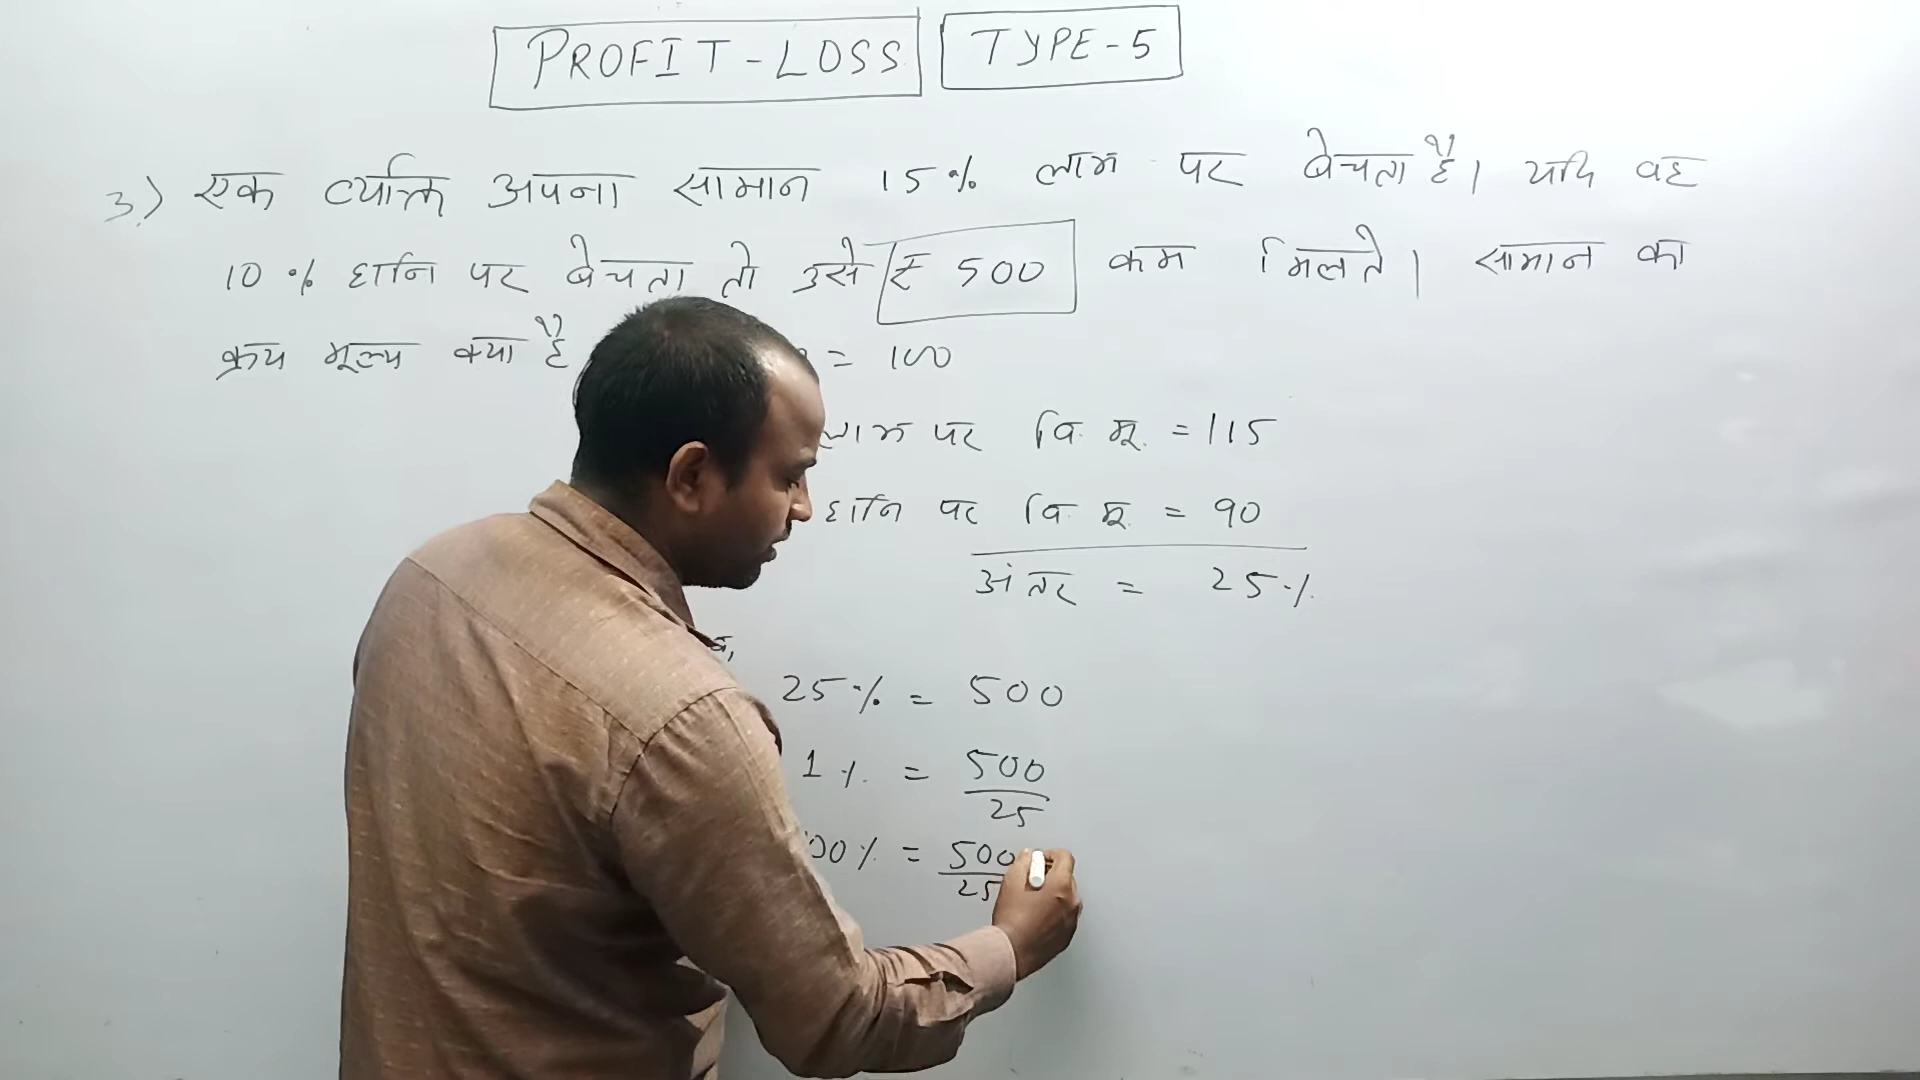 PROFIT-LOSS TYPE-5
3.) एक व्यक्ति अपना सामान 15% लाभ पर बेचता है। यदि वह
10% हानि पर बेचता तो उसे ₹ 500 कम मिलते। सामान का
क्रय मूल्य क्या है = 100
लाभ पर वि. मू. = 115
हानि पर वि. मू. = 90
अंतर = 25%
25% = 500
1% = 500/25
00% = 500/25